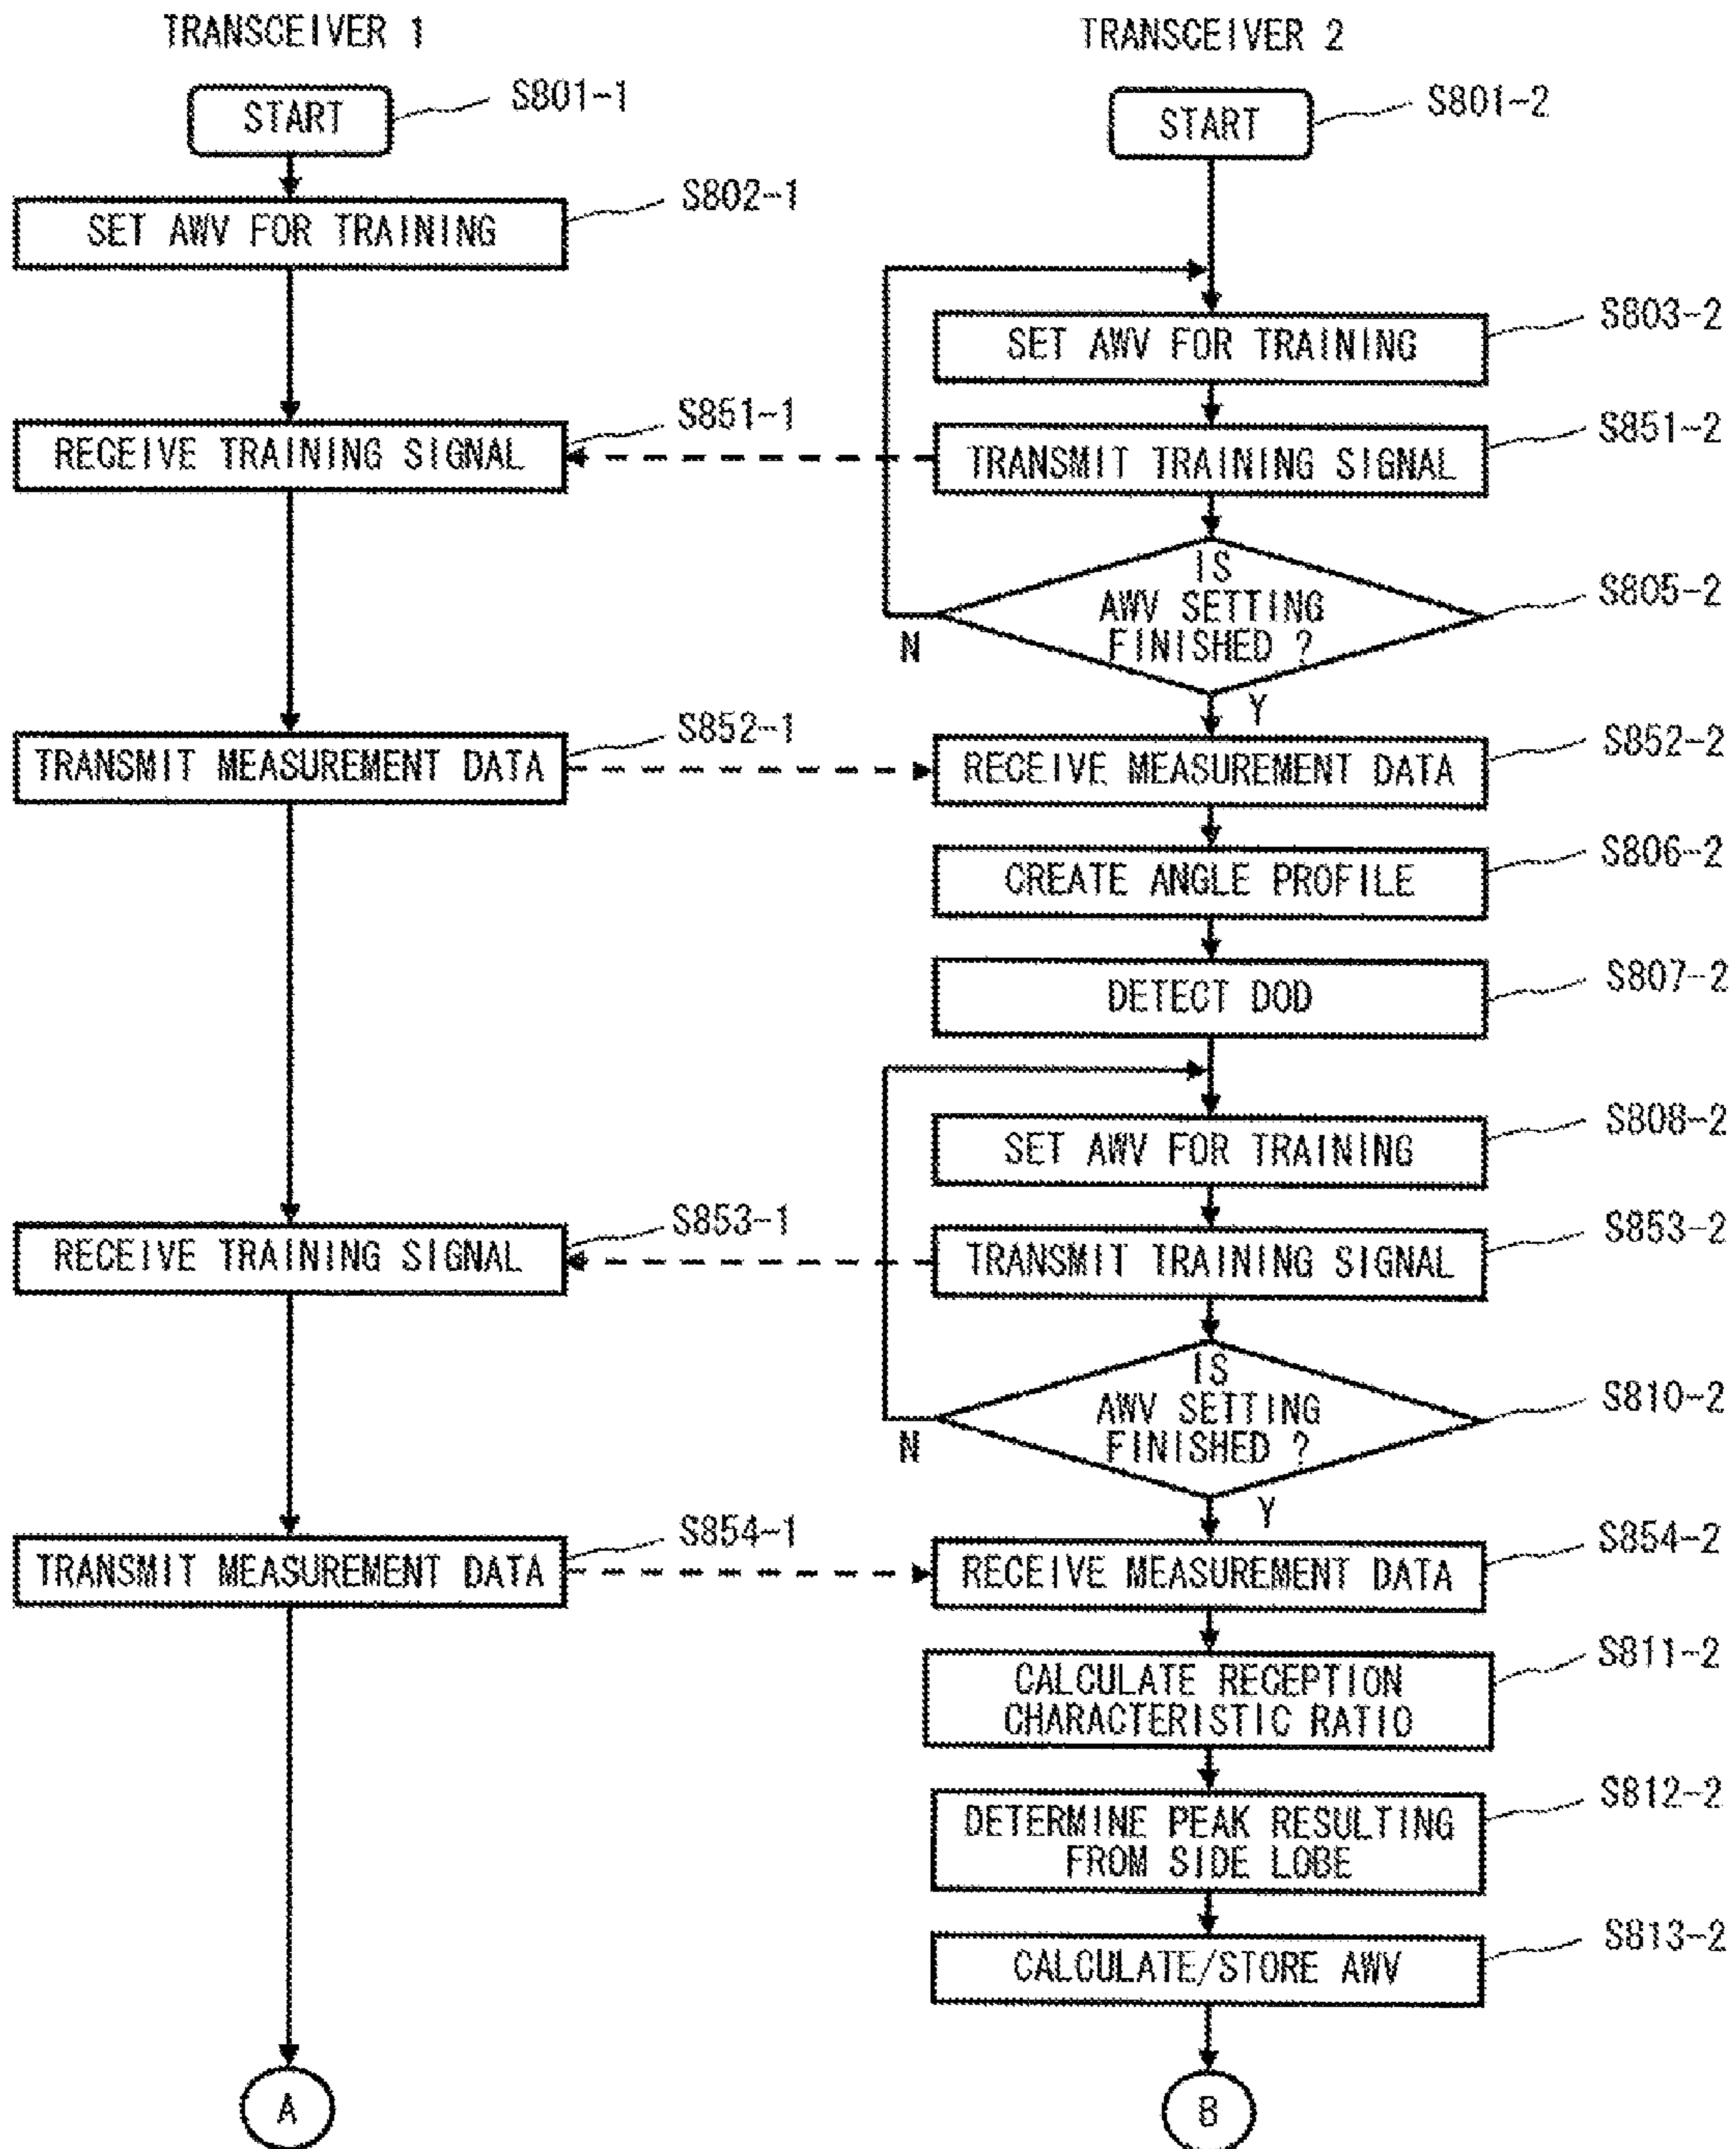 TRANSCEIVER 1
TRANSCEIVER 2
START
S801-1
START
S801-2
SET AWV FOR TRAINING
S802-1
SET AWV FOR TRAINING
S803-2
RECEIVE TRAINING SIGNAL
S851-1
TRANSMIT TRAINING SIGNAL
S851-2
IS
AWV SETTING
FINISHED ?
S805-2
N
Y
TRANSMIT MEASUREMENT DATA
S852-1
RECEIVE MEASUREMENT DATA
S852-2
CREATE ANGLE PROFILE
S806-2
DETECT DOD
S807-2
SET AWV FOR TRAINING
S808-2
RECEIVE TRAINING SIGNAL
S853-1
TRANSMIT TRAINING SIGNAL
S853-2
IS
AWV SETTING
FINISHED ?
S810-2
N
Y
TRANSMIT MEASUREMENT DATA
S854-1
RECEIVE MEASUREMENT DATA
S854-2
CALCULATE RECEPTION
CHARACTERISTIC RATIO
S811-2
DETERMINE PEAK RESULTING
FROM SIDE LOBE
S812-2
CALCULATE/STORE AWV
S813-2
A
B